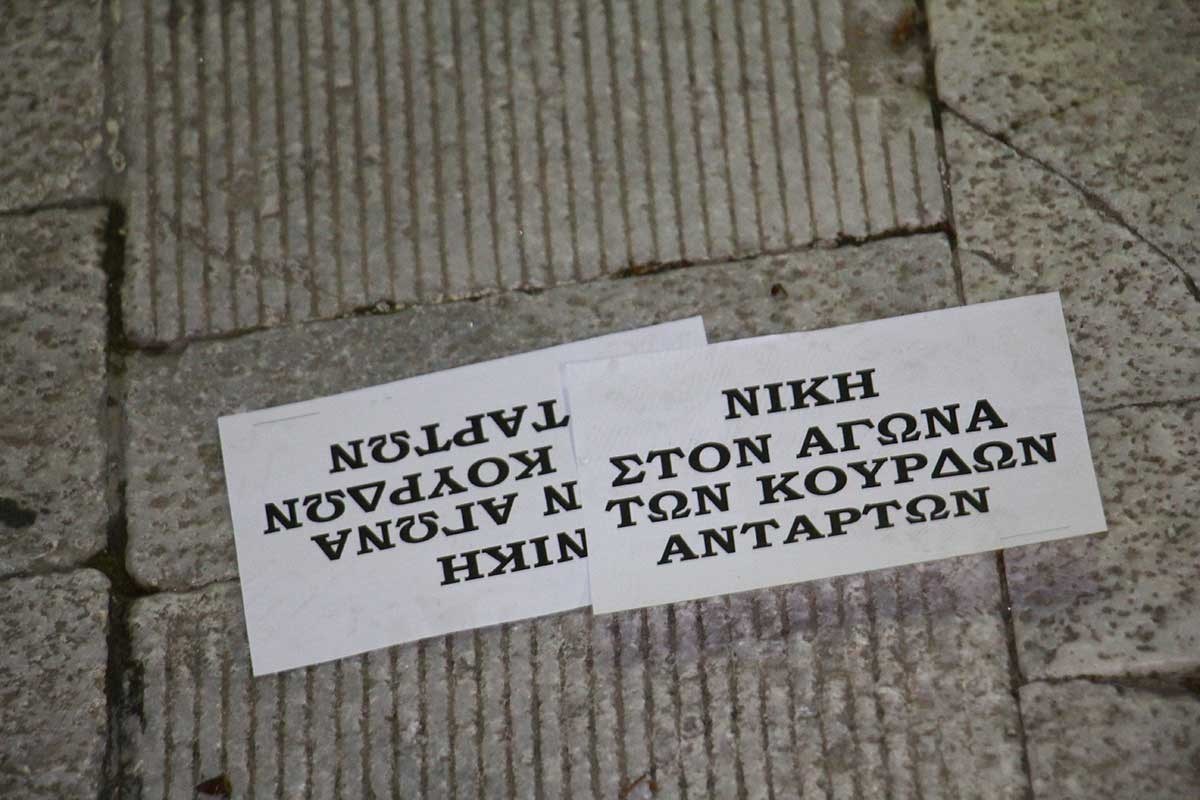 ΝΙΚΗ
ΣΤΟΝ ΑΓΩΝΑ
ΤΩΝ ΚΟΥΡΔΩΝ
ΑΝΤΑΡΤΩΝ
ΝΙΚΗ
Ν ΑΓΩΝΑ
ΚΟΥΡΔΩΝ
ΤΑΡΤΩΝ